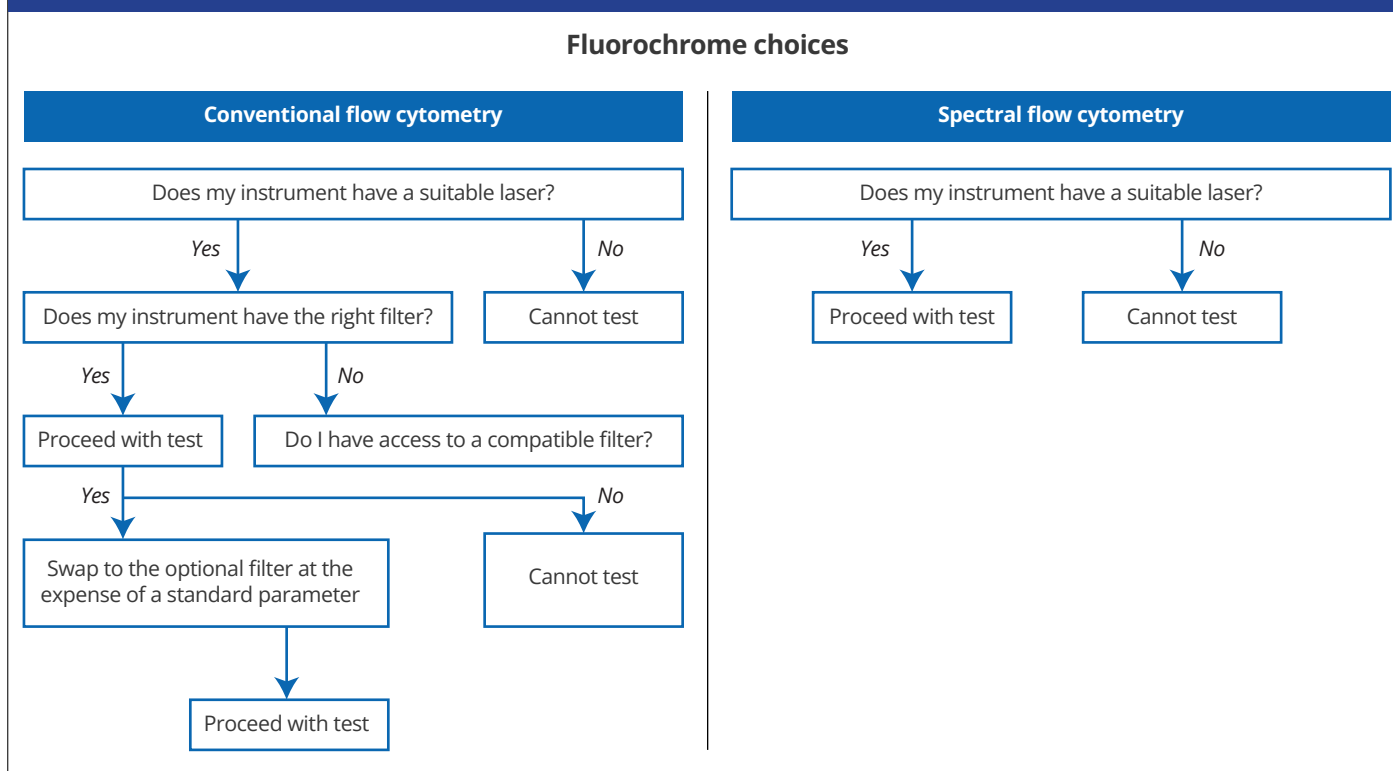 Fluorochrome choices
Conventional flow cytometry
Does my instrument have a suitable laser?
Yes
No
Does my instrument have the right filter?
Cannot test
Yes
No
Proceed with test
Do I have access to a compatible filter?
Yes
No
Swap to the optional filter at the
expense of a standard parameter
Cannot test
Proceed with test
Spectral flow cytometry
Does my instrument have a suitable laser?
Yes
No
Proceed with test
Cannot test